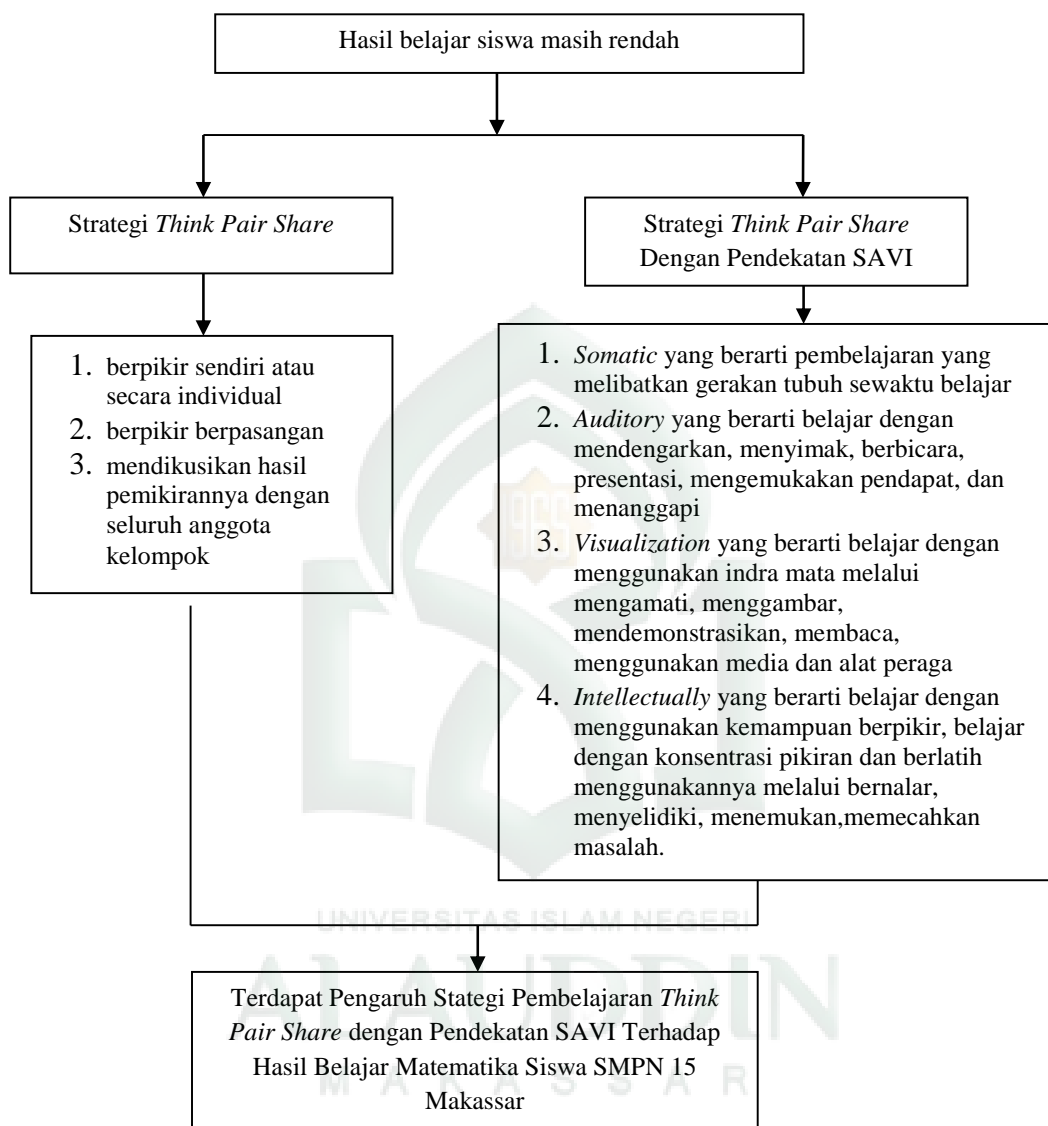 Hasil belajar siswa masih rendah
Strategi Think Pair Share
Strategi Think Pair Share
Dengan Pendekatan SAVI
1. berpikir sendiri atau
secara individual
2. berpikir berpasangan
3. mendikusikan hasil
pemikirannya dengan
seluruh anggota
kelompok
1. Somatic yang berarti pembelajaran yang
melibatkan gerakan tubuh sewaktu belajar
2. Auditory yang berarti belajar dengan
mendengarkan, menyimak, berbicara,
presentasi, mengemukakan pendapat, dan
menanggapi
3. Visualization yang berarti belajar dengan
menggunakan indra mata melalui
mengamati, menggambar,
mendemonstrasikan, membaca,
menggunakan media dan alat peraga
4. Intellectually yang berarti belajar dengan
menggunakan kemampuan berpikir, belajar
dengan konsentrasi pikiran dan berlatih
menggunakannya melalui bernalar,
menyelidiki, menemukan,memecahkan
masalah.
UNIVERSITAS ISLAM NEGERI
ALAUDDIN
MAKASSAR
Terdapat Pengaruh Stategi Pembelajaran Think
Pair Share dengan Pendekatan SAVI Terhadap
Hasil Belajar Matematika Siswa SMPN 15
Makassar